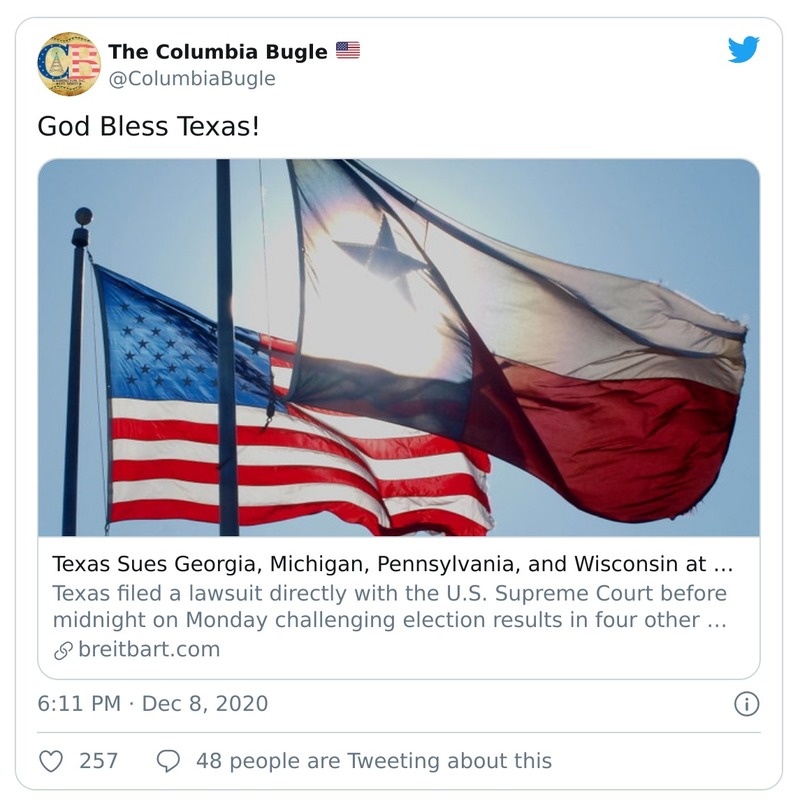 The Columbia Bugle
@ColumbiaBugle
God Bless Texas!
Texas Sues Georgia, Michigan, Pennsylvania, and Wisconsin at ...
Texas filed a lawsuit directly with the U.S. Supreme Court before
midnight on Monday challenging election results in four other ...
breitbart.com
6:11 PM · Dec 8, 2020
257
48 people are Tweeting about this